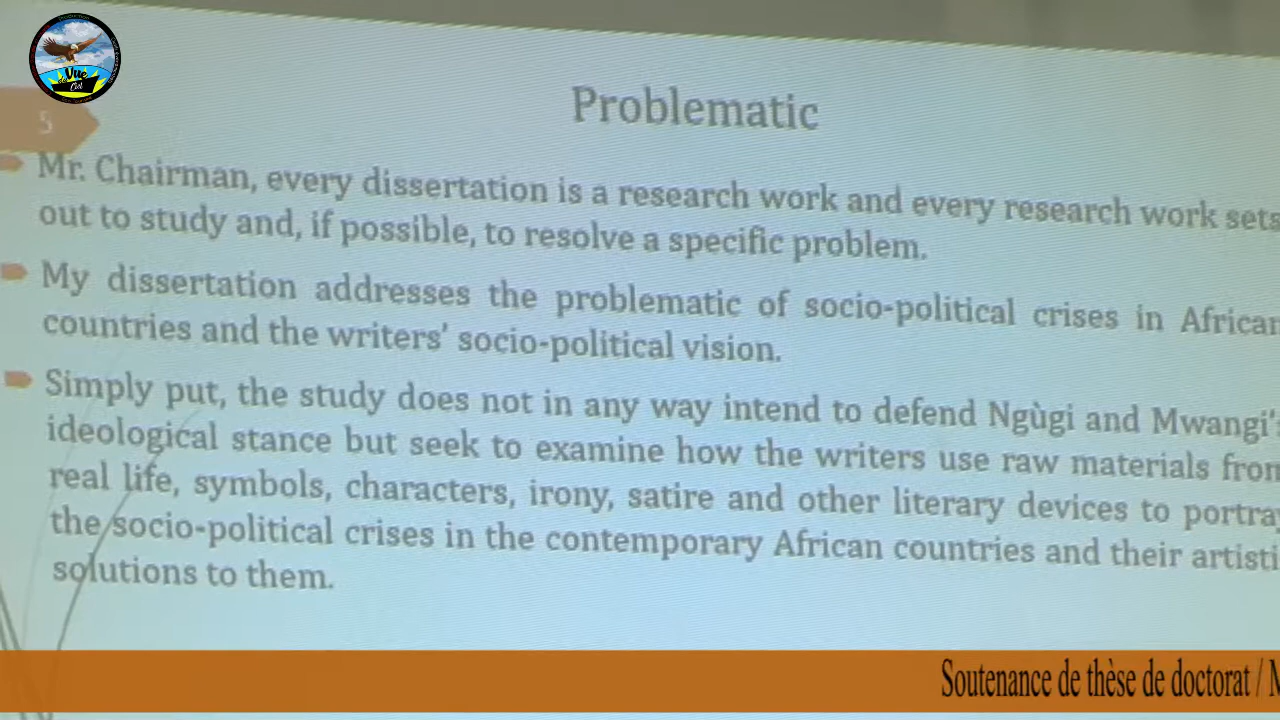 Vue
Ciel
5
Problematic
Mr. Chairman, every dissertation is a research work and every research work sets
out to study and, if possible, to resolve a specific problem.
My dissertation addresses the problematic of socio-political crises in African
countries and the writers' socio-political vision.
Simply put, the study does not in any way intend to defend Ngùgi and Mwangi's
ideological stance but seek to examine how the writers use raw materials from
real life, symbols, characters, irony, satire and other literary devices to portra
the socio-political crises in the contemporary African countries and their artisti
solutions to them.
Soutenance de thèse de doctorat / M